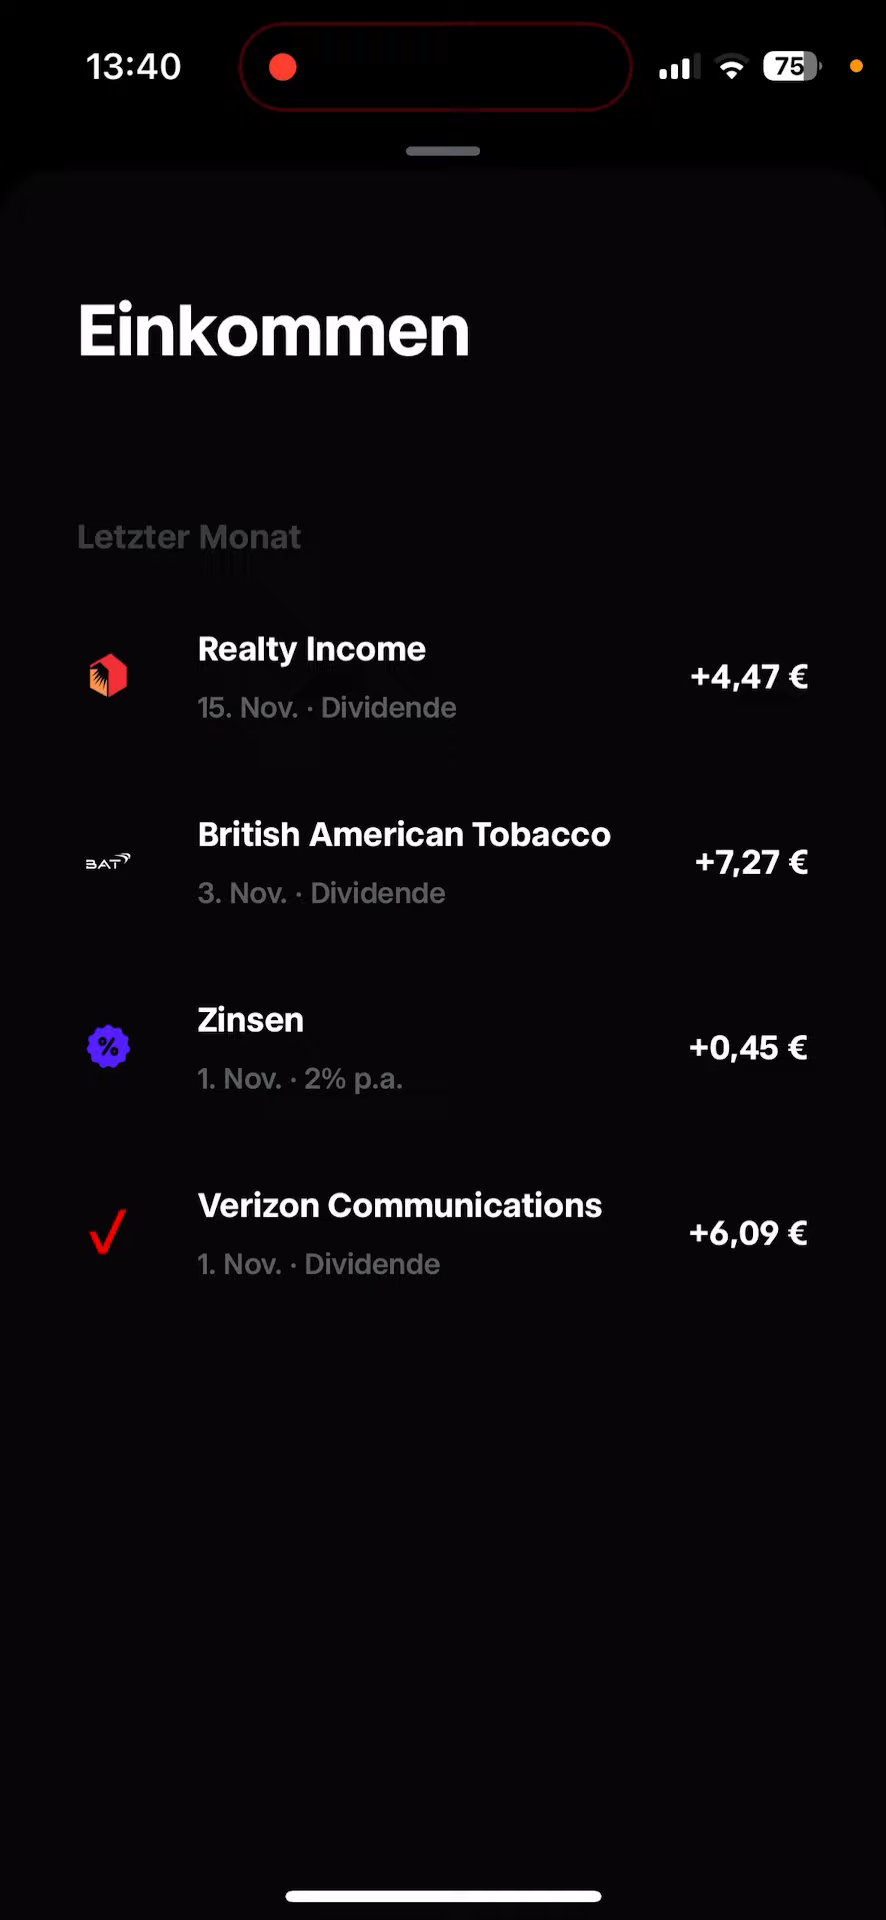 13:40
75
Einkommen
Letzter Monat
Realty Income
+4,47 €
15. Nov. · Dividende
British American Tobacco
BAT
+7,27 €
3. Nov. · Dividende
Zinsen
%
+0,45 €
1. Nov. · 2% p.a.
Verizon Communications
+6,09 €
1. Nov. · Dividende